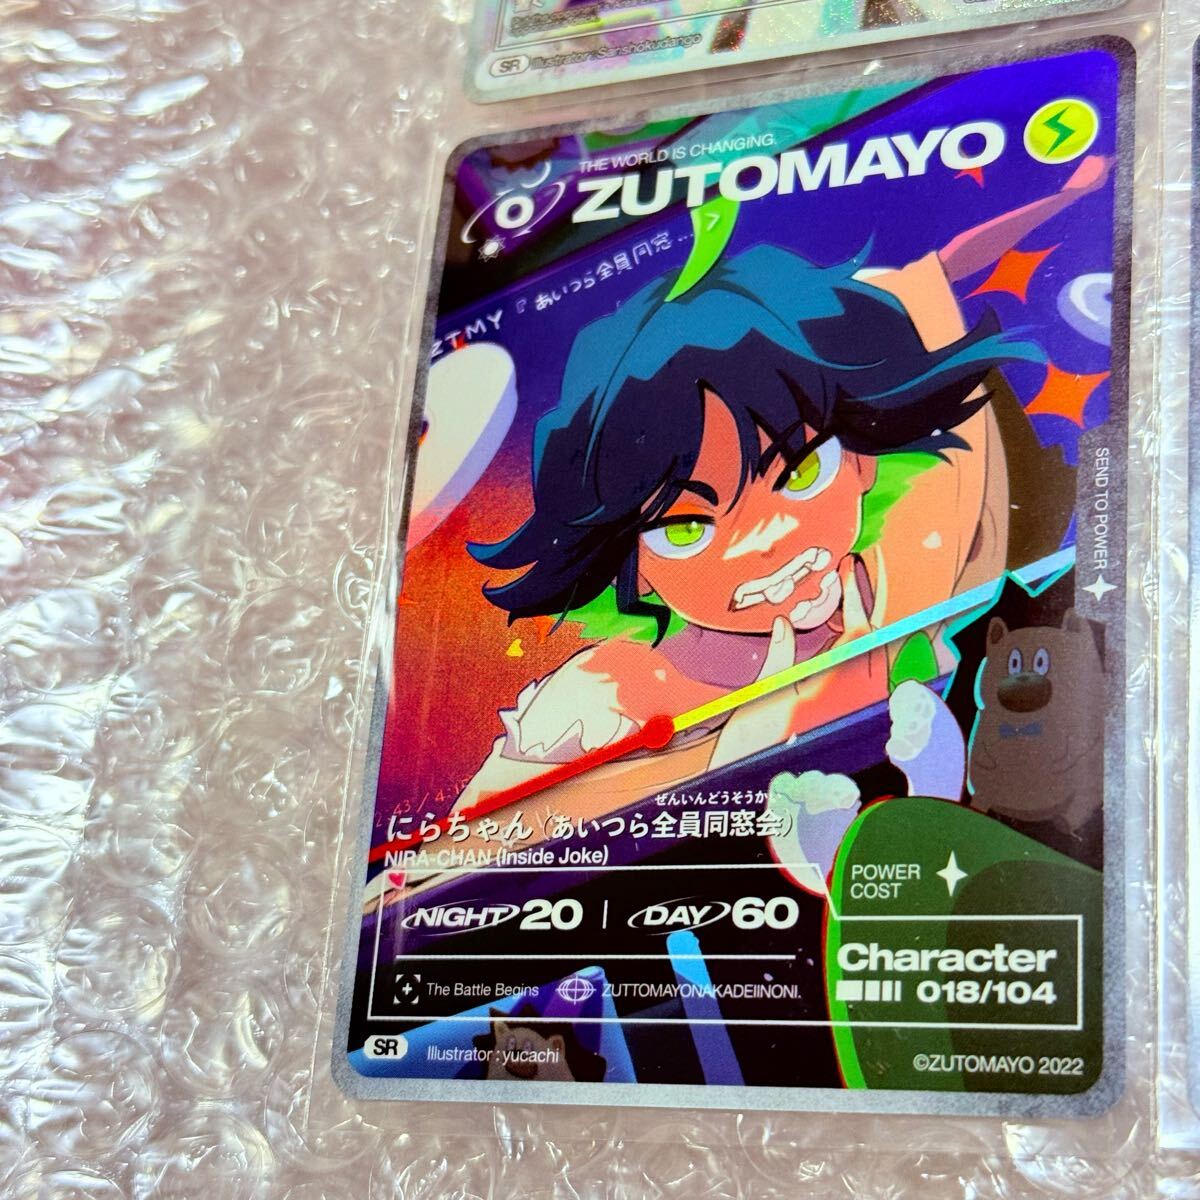 SR Illustrator : Sanshokudango
THE WORLD IS CHANGING.
ZUTOMAYO
0
ZTMY『あいつら全員同窓...>
SEND TO POWER
ぜんいんどうそうかい
にらちゃん (あいつら全員同窓会)
NIRA-CHAN (Inside Joke)
POWER
COST
NIGHT 20 | DAY 60
Character
018/104
The Battle Begins ZUTTOMAYONAKADEIINONI.
SR Illustrator : yucachi
©ZUTOMAYO 2022